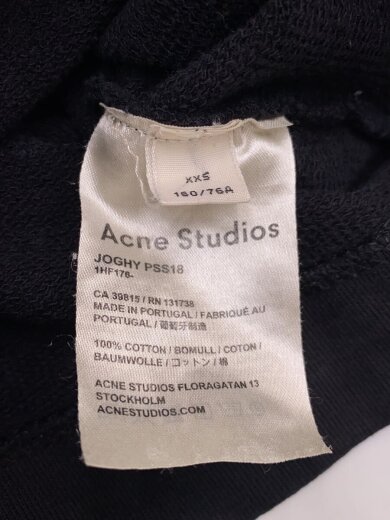 XXS
160/76A
Acne Studios
JOGHY PSS18
1HF176-
CA 39815 / RN 131738
MADE IN PORTUGAL / FABRIQUÉ AU
PORTUGAL / 葡萄牙制造
100% COTTON / BOMULL / COTON /
BAUMWOLLE / コットン / 棉
ACNE STUDIOS FLORAGATAN 13
STOCKHOLM
ACNESTUDIOS.COM